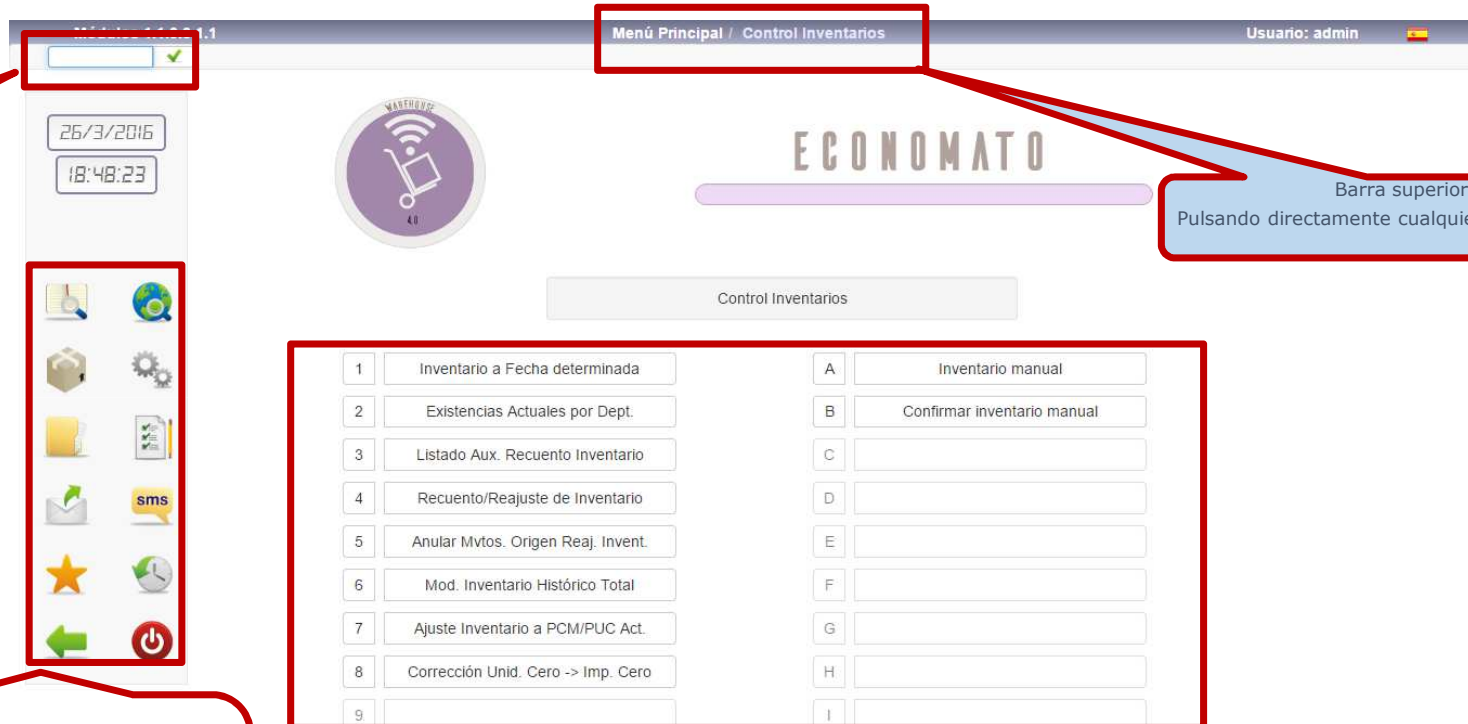 Menú Principal / Control Inventarios
Usuario: admin
26/3/2016
18:48:23
WAREHOUSE
4.0
ECONOMATO
Barra superior
Pulsando directamente
Control Inventarios
1 Inventario a Fecha determinada
A Inventario manual
2 Existencias Actuales por Dept.
B Confirmar inventario manual
3 Listado Aux. Recuento Inventario
C
4 Recuento/Reajuste de Inventario
D
sms
5 Anular Mvtos. Origen Reaj. Invent.
E
6 Mod. Inventario Histórico Total
F
7 Ajuste Inventario a PCM/PUC Act.
G
8 Corrección Unid. Cero -> Imp. Cero
H
9
I